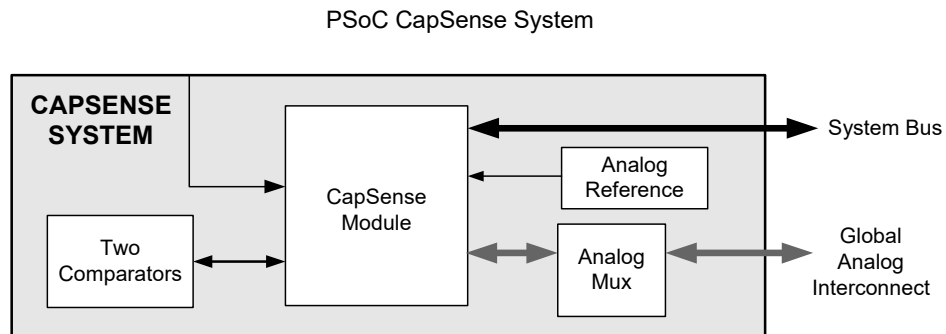 PSoC CapSense System
CAPSENSE
SYSTEM
CapSense
Module
System Bus
Analog
Reference
Two
Comparators
Analog
Mux
Global
Analog
Interconnect